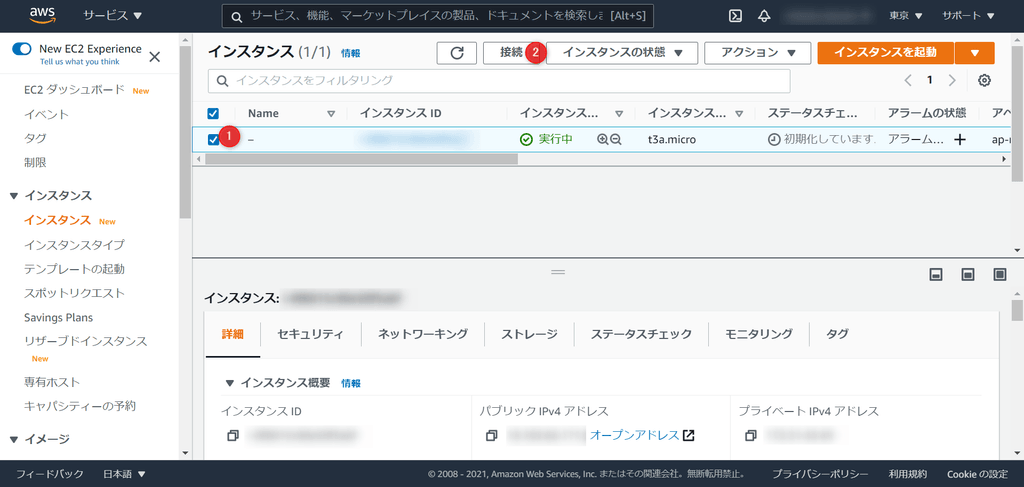 aws
サービス ▼
サービス、機能、マーケットプレイスの製品、ドキュメントを検索しま [Alt+S]
東京 ▼
サポート ▼
New EC2 Experience
Tell us what you think
EC2 ダッシュボード New
イベント
タグ
制限
▼ インスタンス
インスタンス New
インスタンスタイプ
テンプレートの起動
スポットリクエスト
Savings Plans
リザーブドインスタンス
New
専有ホスト
キャパシティーの予約
▼ イメージ
インスタンス (1/1) 情報
接続
2
インスタンスの状態 ▼
アクション ▼
インスタンスを起動 ▼
インスタンスをフィルタリング
1
Name
インスタンス ID
インスタンス...
インスタンス...
ステータスチェ...
アラームの状態
アベ
1
–
実行中
t3a.micro
初期化しています.
アラーム... +
ap-n
インスタンス:
詳細
セキュリティ
ネットワーキング
ストレージ
ステータスチェック
モニタリング
タグ
▼ インスタンス概要 情報
インスタンス ID
パブリック IPv4 アドレス
オープンアドレス
プライベート IPv4 アドレス
フィードバック
日本語 ▼
© 2008 - 2021, Amazon Web Services, Inc. またはその関連会社。無断転用禁止。
プライバシーポリシー
利用規約
Cookie の設定